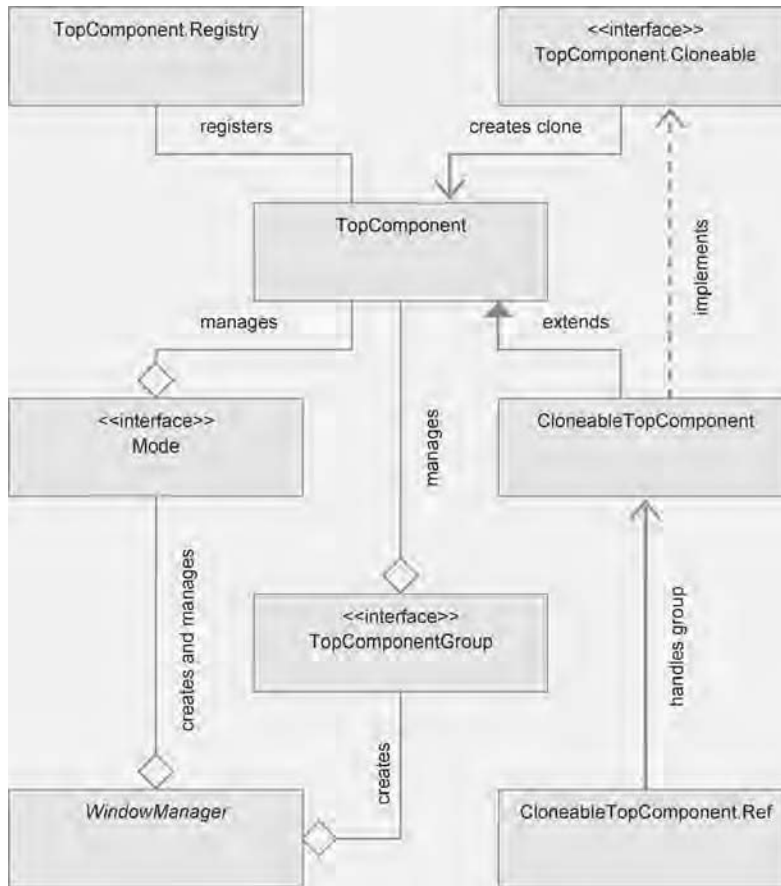 TopComponent.Registry
<<interface>>
TopComponent.Cloneable
registers
creates clone
TopComponent
implements
manages
extends
<<interface>>
Mode
manages
CloneableTopComponent
creates and manages
<<interface>>
TopComponentGroup
handles group
creates
WindowManager
CloneableTopComponent.Ref